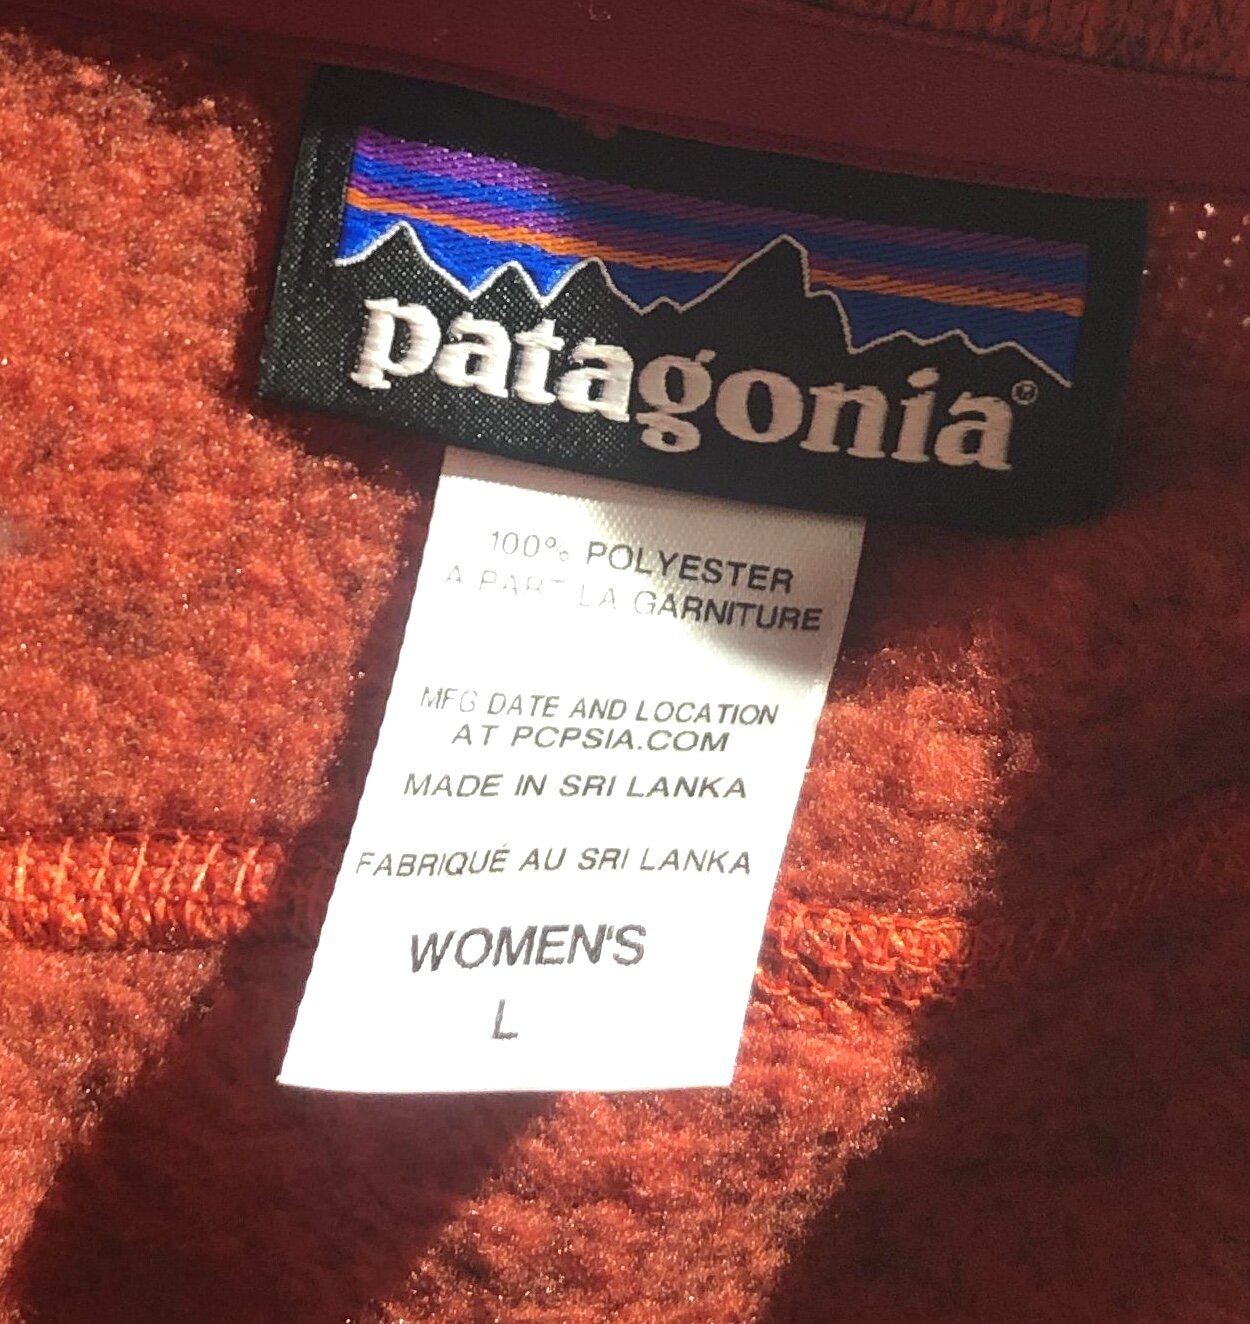 patagonia®
100% POLYESTER
A PART LA GARNITURE
MFG DATE AND LOCATION
AT PCPSIA.COM
MADE IN SRI LANKA
FABRIQUÉ AU SRI LANKA
WOMEN'S
L